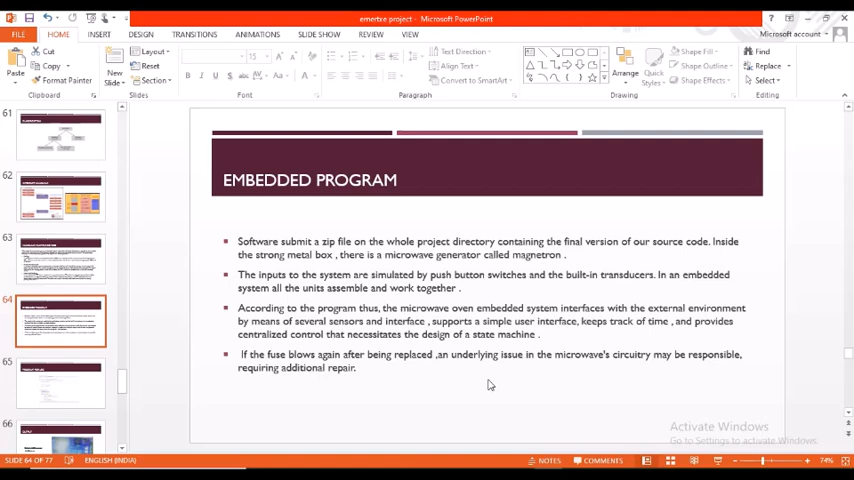 emertxe project - Microsoft PowerPoint
FILE HOME INSERT DESIGN TRANSITIONS ANIMATIONS SLIDE SHOW REVIEW VIEW Microsoft account
Paste
Cut
Copy
Format Painter
Clipboard
New
Slide
Layout
Reset
Section
Slides
15
B I U S abc AV Aa A
Font
Text Direction
Align Text
Convert to SmartArt
Paragraph
Arrange
Quick
Styles
Shape Fill
Shape Outline
Shape Effects
Drawing
Find
Replace
Select
Editing
61
62
63
64
65
66
EMBEDDED PROGRAM
Software submit a zip file on the whole project directory containing the final version of our source code. Inside
the strong metal box , there is a microwave generator called magnetron .
The inputs to the system are simulated by push button switches and the built-in transducers. In an embedded
system all the units assemble and work together .
According to the program thus, the microwave oven embedded system interfaces with the external environment
by means of several sensors and interface , supports a simple user interface, keeps track of time , and provides
centralized control that necessitates the design of a state machine .
If the fuse blows again after being replaced ,an underlying issue in the microwave's circuitry may be responsible,
requiring additional repair.
Activate Windows
Go to Settings to activate Windows.
SLIDE 64 OF 77 ENGLISH (INDIA) NOTES COMMENTS 74%